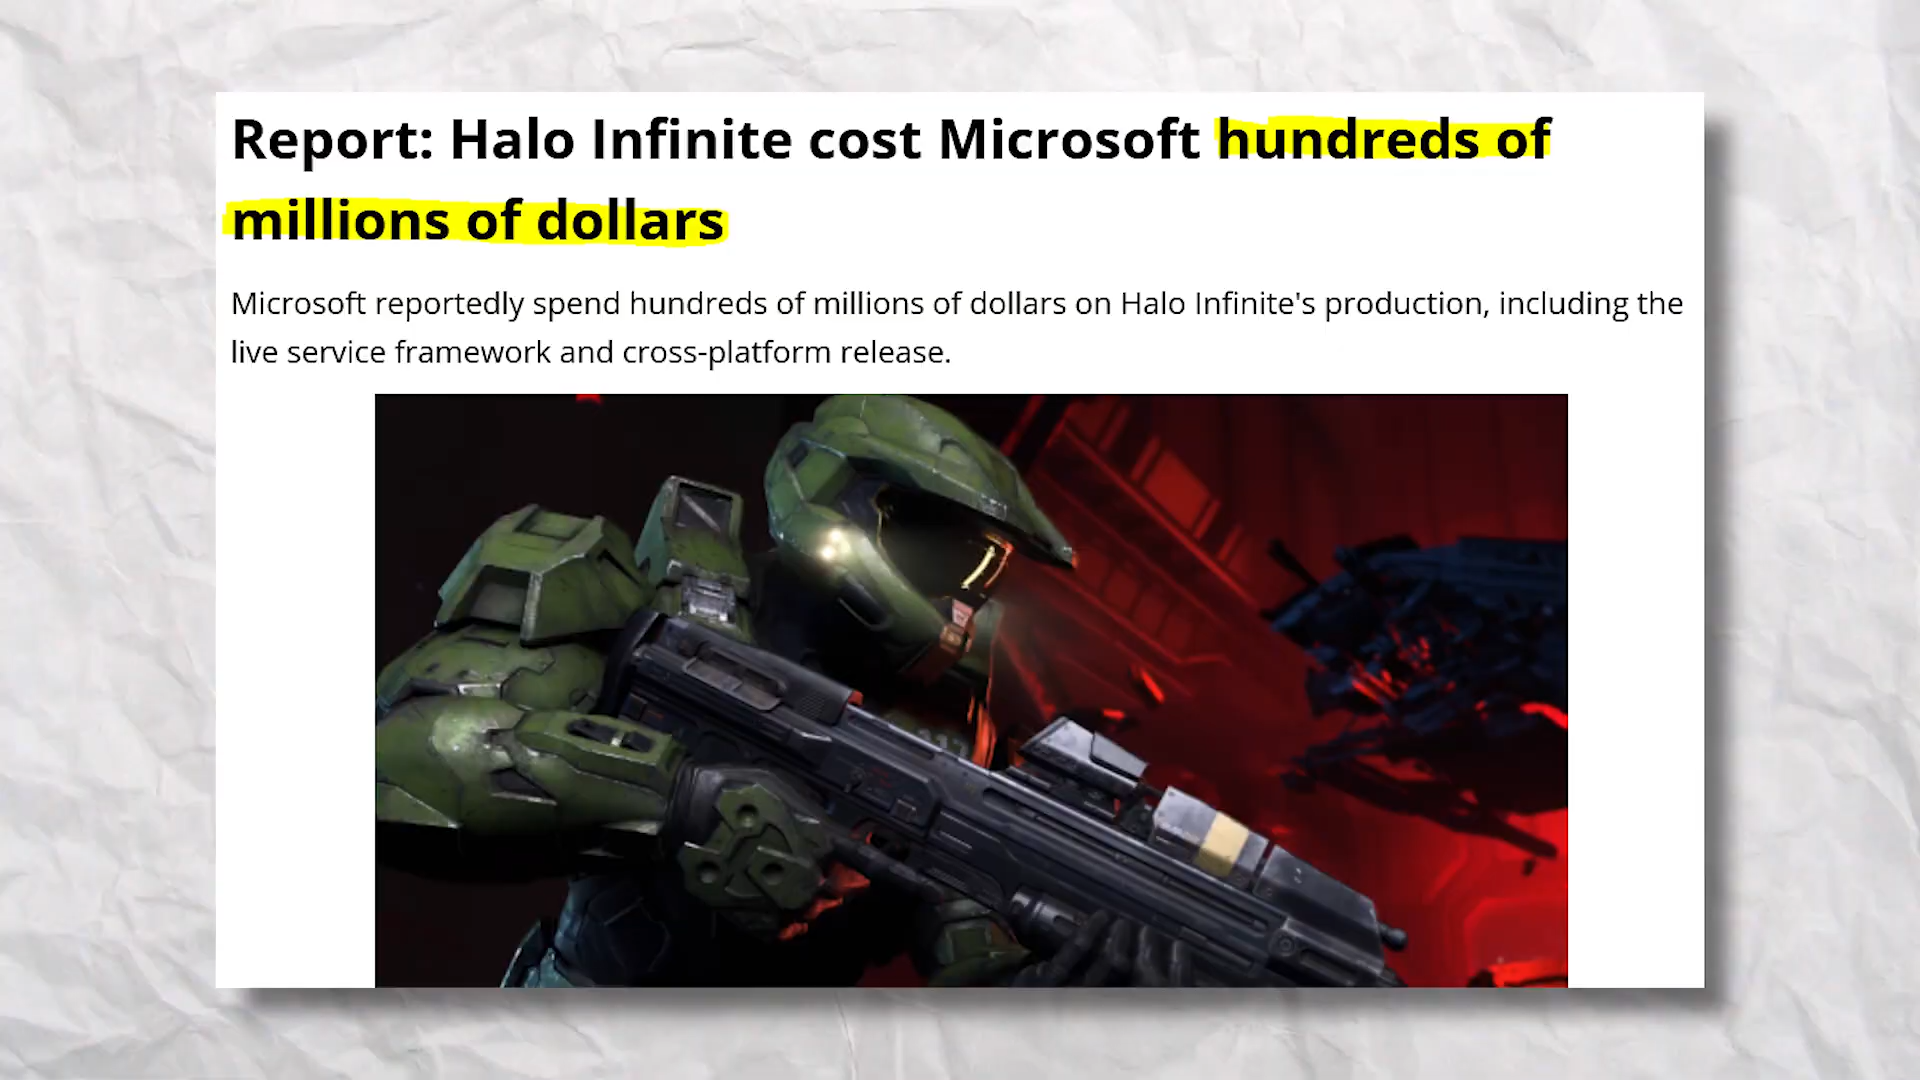 Report: Halo Infinite cost Microsoft hundreds of
millions of dollars
Microsoft reportedly spend hundreds of millions of dollars on Halo Infinite's production, including the
live service framework and cross-platform release.